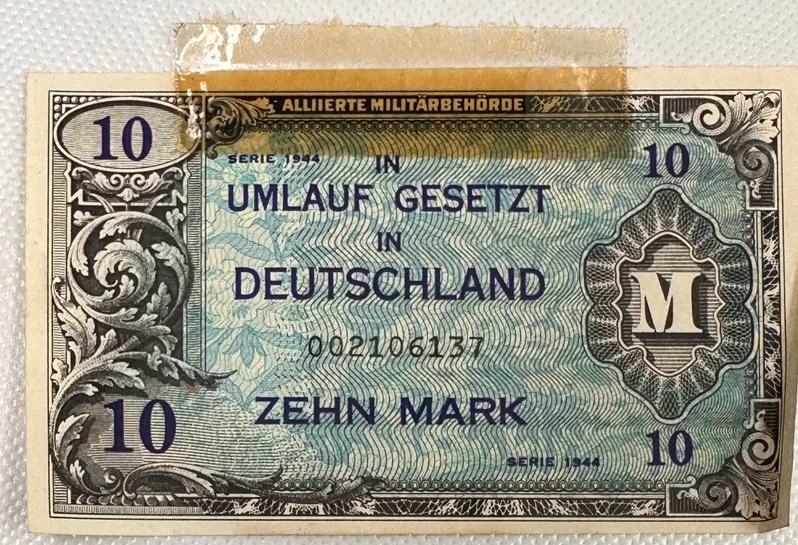 ALLIIERTE MILITÄRBEHÖRDE
10
SERIE 1944
IN
10
UMLAUF GESETZT
IN
DEUTSCHLAND
M
002106137
10
ZEHN MARK
SERIE 1944
10